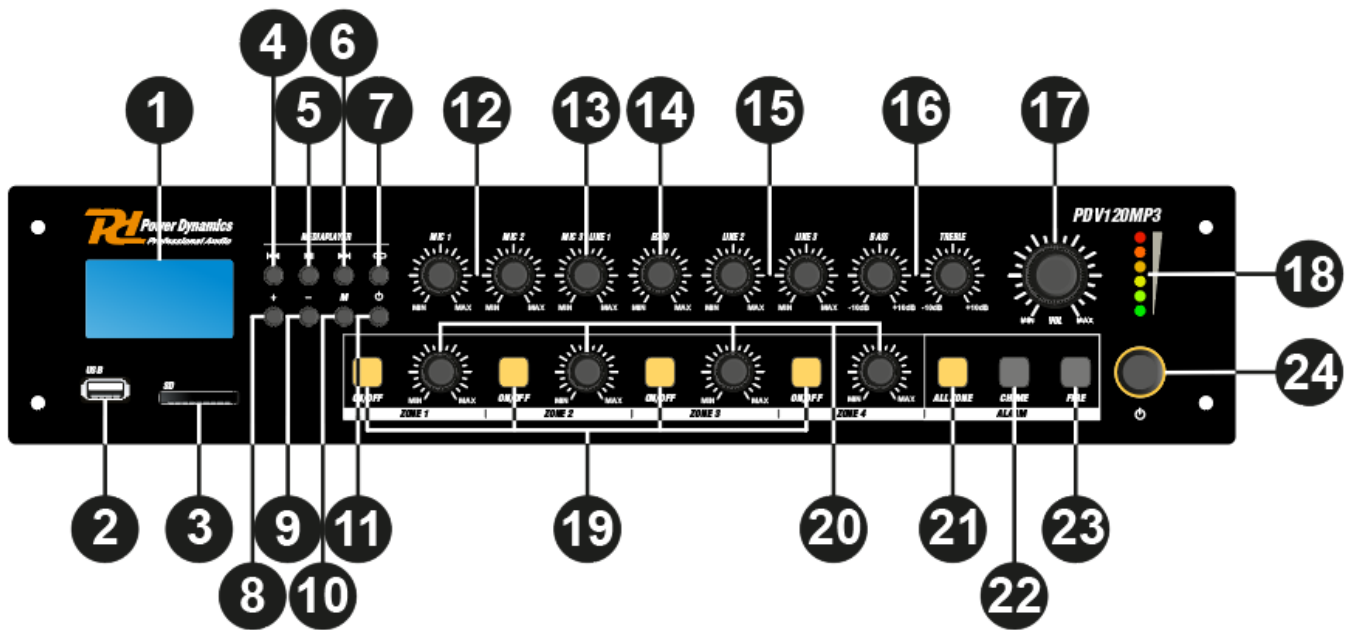 4 6
1 5 7 12 13 14 15 16 17
Pd Power Dynamics
Professional Audio
PDV120MP3
MEDIAPLAYER
MIC 1 MIC 2 MIC 3 LINE 1 LINE 2 LINE 3 BASS TREBLE
18
+ - M
MIN MAX MIN MAX MIN MAX MIN MAX MIN MAX MIN MAX -10dB +10dB -10dB +10dB
MIN VOL MAX
USB
SD
24
ON/OFF MIN MAX ON/OFF MIN MAX ON/OFF MIN MAX ON/OFF MIN MAX ALL ZONE CHIME FIRE
ZONE 1 ZONE 2 ZONE 3 ZONE 4 ALARM
2 3 9 11 19 20 21 23
8 10 22